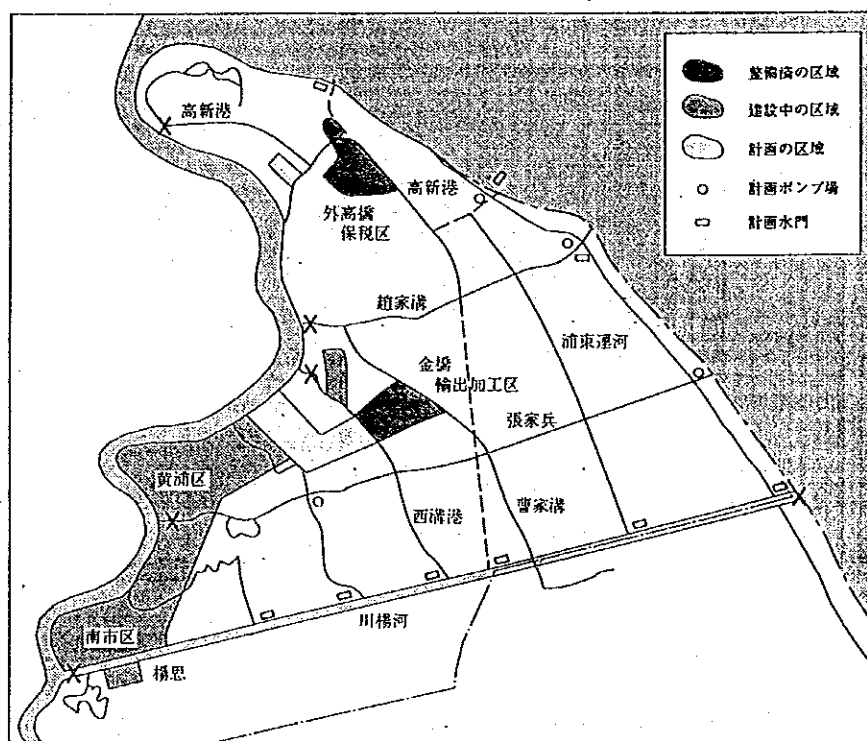 整備済の区域
建設中の区域
計画の区域
計画ポンプ場
計画水門
高新港
高新港
外高橋
保税区
趙家溝
浦東運河
金橋
輸出加工区
張家兵
黄浦区
西溝港
曹家溝
南市区
川楊河
楊思